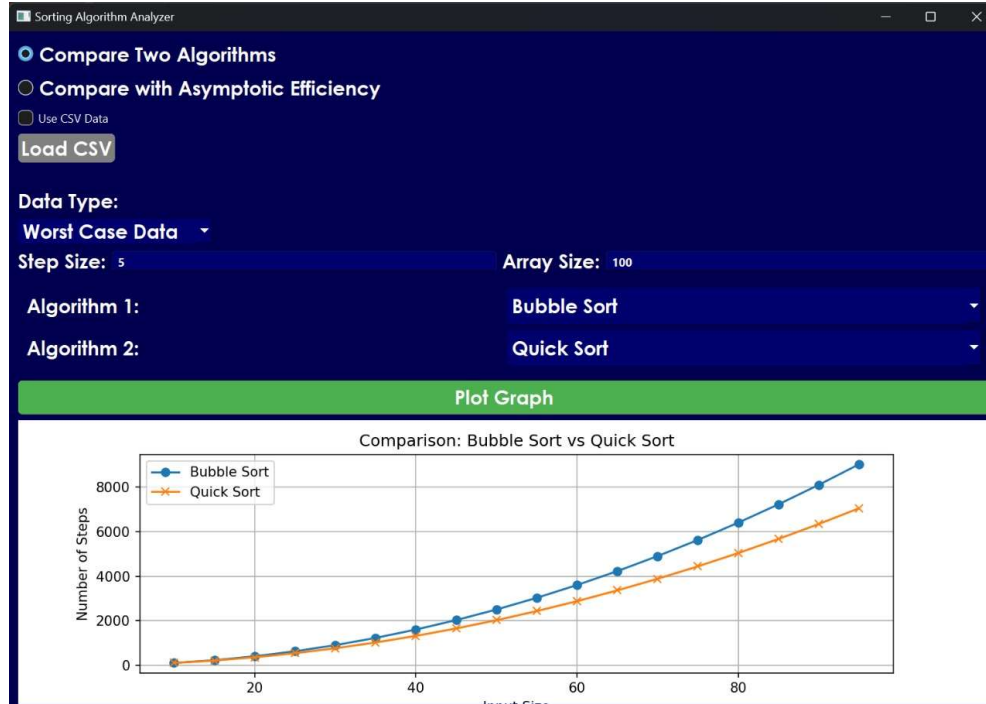 Sorting Algorithm Analyzer
Compare Two Algorithms
Compare with Asymptotic Efficiency
Use CSV Data
Load CSV
Data Type:
Worst Case Data
Step Size: 5 Array Size: 100
Algorithm 1: Bubble Sort
Algorithm 2: Quick Sort
Plot Graph
Comparison: Bubble Sort vs Quick Sort
Bubble Sort
Quick Sort
Number of Steps
8000
6000
4000
2000
0
20 40 60 80
Input Size